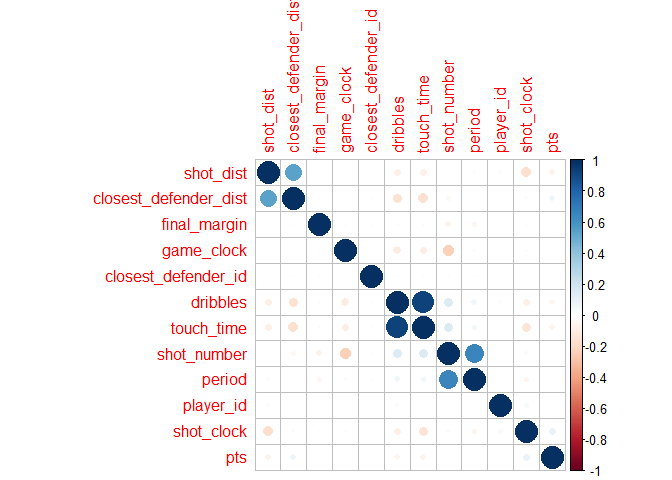 shot_dist
closest_defender_dist
final_margin
game_clock
closest_defender_id
dribbles
touch_time
shot_number
period
player_id
shot_clock
pts
shot_dist
closest_defender_dist
final_margin
game_clock
closest_defender_id
dribbles
touch_time
shot_number
period
player_id
shot_clock
pts
1
0.8
0.6
0.4
0.2
0
-0.2
-0.4
-0.6
-0.8
-1